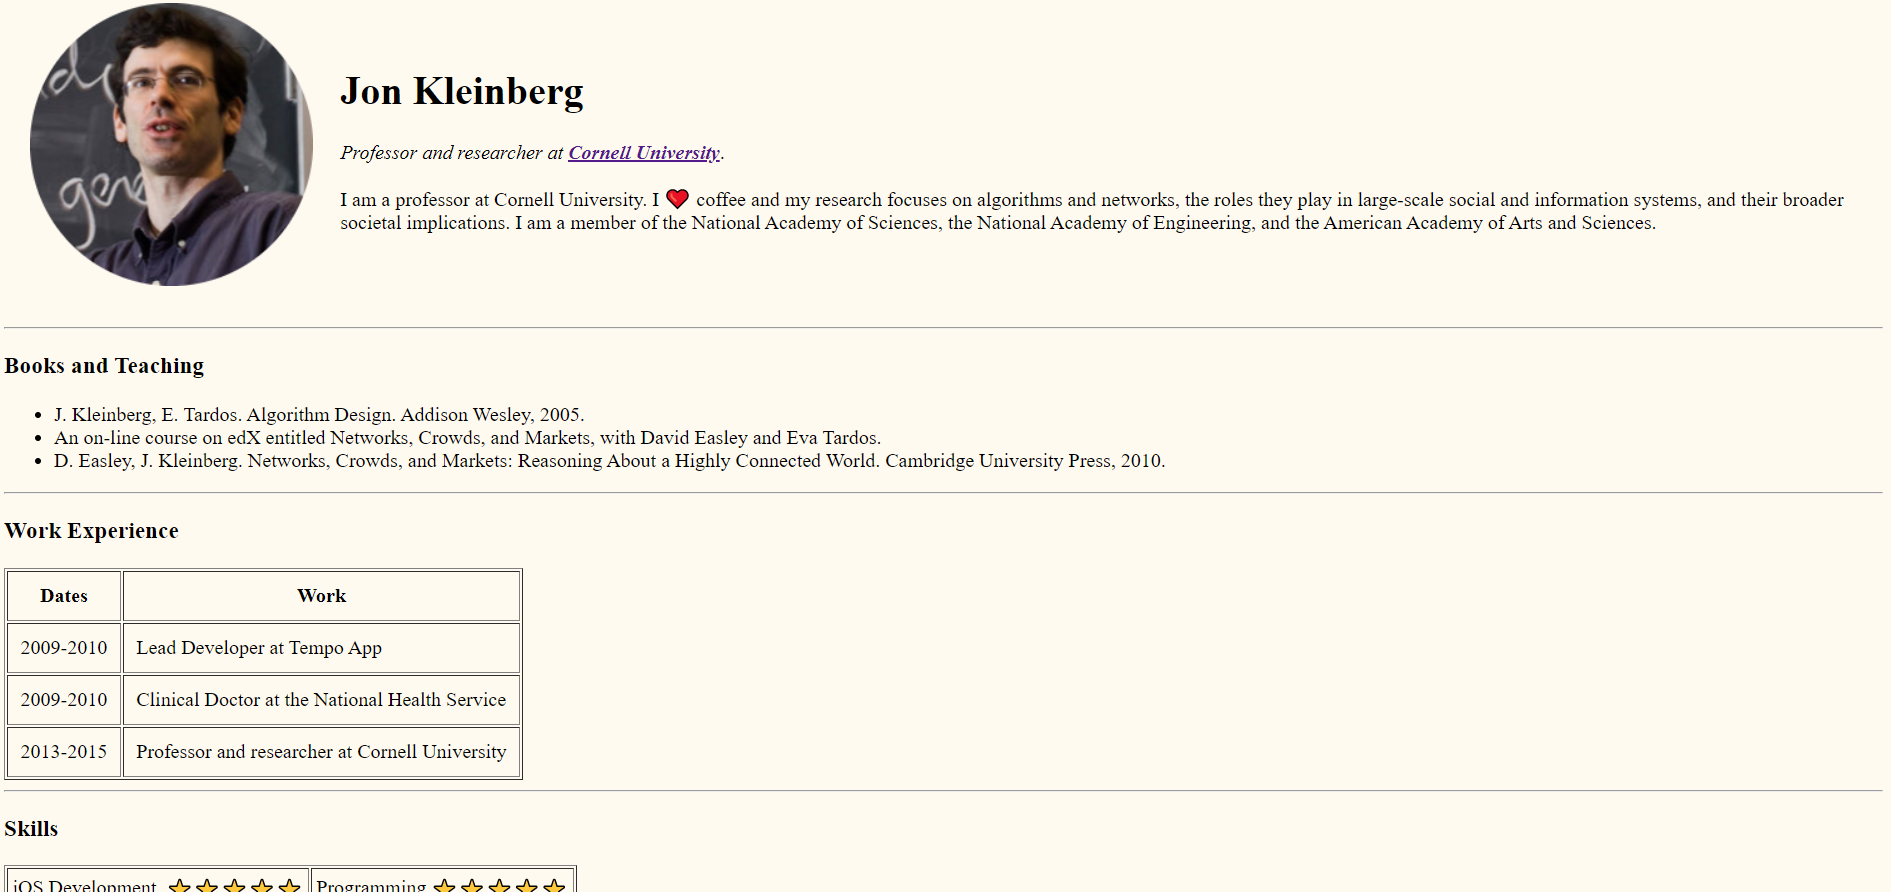 Jon Kleinberg
Professor and researcher at Cornell University.
I am a professor at Cornell University. I ❤ coffee and my research focuses on algorithms and networks, the roles they play in large-scale social and information systems, and their broader
societal implications. I am a member of the National Academy of Sciences, the National Academy of Engineering, and the American Academy of Arts and Sciences.
Books and Teaching
J. Kleinberg, E. Tardos. Algorithm Design. Addison Wesley, 2005.
An on-line course on edX entitled Networks, Crowds, and Markets, with David Easley and Eva Tardos.
D. Easley, J. Kleinberg. Networks, Crowds, and Markets: Reasoning About a Highly Connected World. Cambridge University Press, 2010.
Work Experience
Dates Work
2009-2010 Lead Developer at Tempo App
2009-2010 Clinical Doctor at the National Health Service
2013-2015 Professor and researcher at Cornell University
Skills
iOS Development Programming